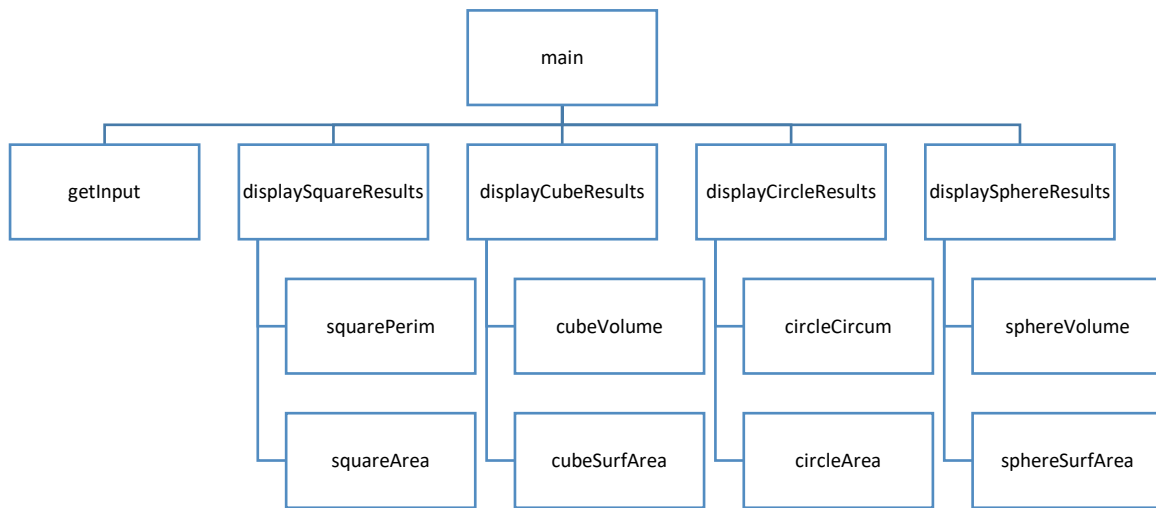 main
getInput
displaySquareResults
displayCubeResults
displayCircleResults
displaySphereResults
squarePerim
cubeVolume
circleCircum
sphereVolume
squareArea
cubeSurfArea
circleArea
sphereSurfArea